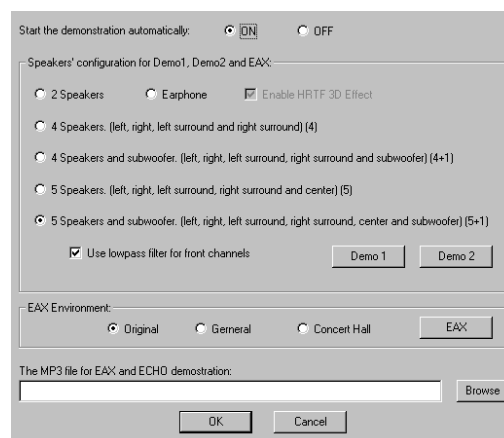 Start the demonstration automatically: ON OFF
Speakers' configuration for Demo1, Demo2 and EAX:
2 Speakers Earphone Enable HRTF 3D Effect
4 Speakers. (left, right, left surround and right surround) (4)
4 Speakers and subwoofer. (left, right, left surround, right surround and subwoofer) (4+1)
5 Speakers. (left, right, left surround, right surround and center) (5)
5 Speakers and subwoofer. (left, right, left surround, right surround, center and subwoofer) (5+1)
Use lowpass filter for front channels Demo 1 Demo 2
EAX Environment:
Original Gerneral Concert Hall EAX
The MP3 file for EAX and ECHO demostration:
Browse
OK Cancel